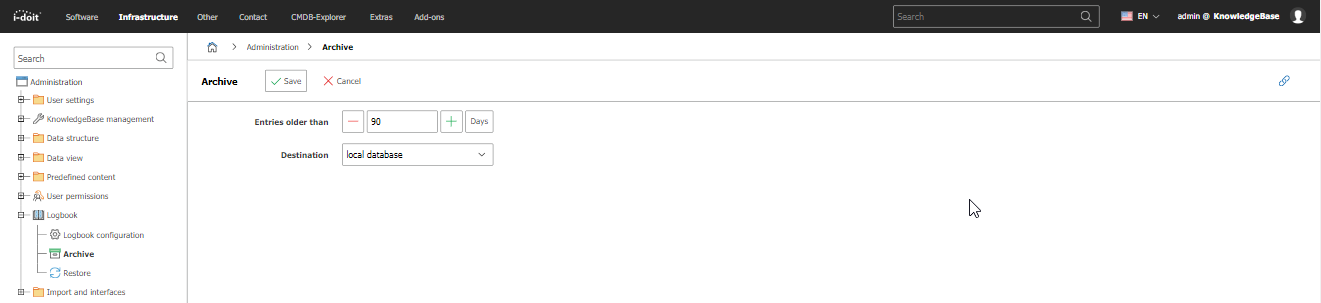 i-doit Software Infrastructure Other Contact CMDB-Explorer Extras Add-ons Search EN admin @ KnowledgeBase
Search
Administration
User settings
KnowledgeBase management
Data structure
Data view
Predefined content
User permissions
Logbook
Logbook configuration
Archive
Restore
Import and interfaces
Administration Archive
Archive Save Cancel
Entries older than 90 Days
Destination local database